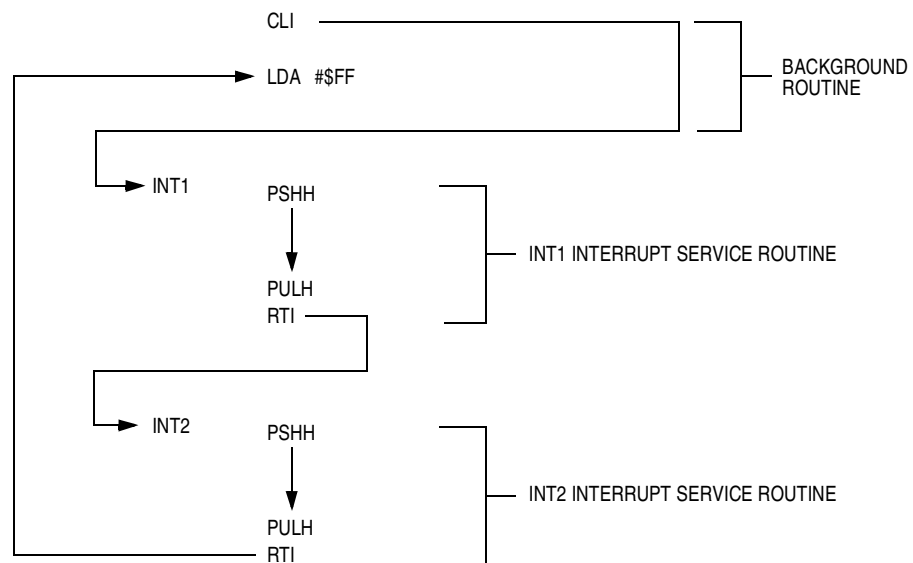 CLI
LDA #$FF
BACKGROUND
ROUTINE
INT1
PSHH
INT1 INTERRUPT SERVICE ROUTINE
PULH
RTI
INT2
PSHH
INT2 INTERRUPT SERVICE ROUTINE
PULH
RTI